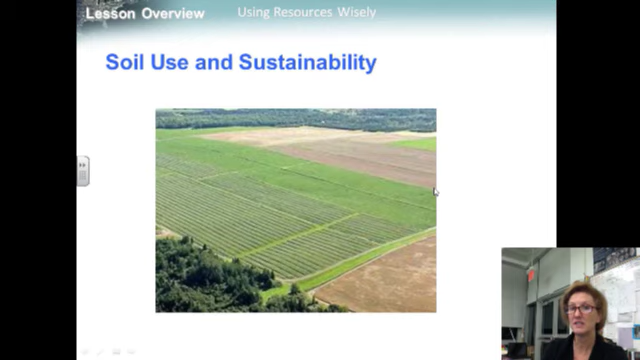 Lesson Overview
Using Resources Wisely
Soil Use and Sustainability